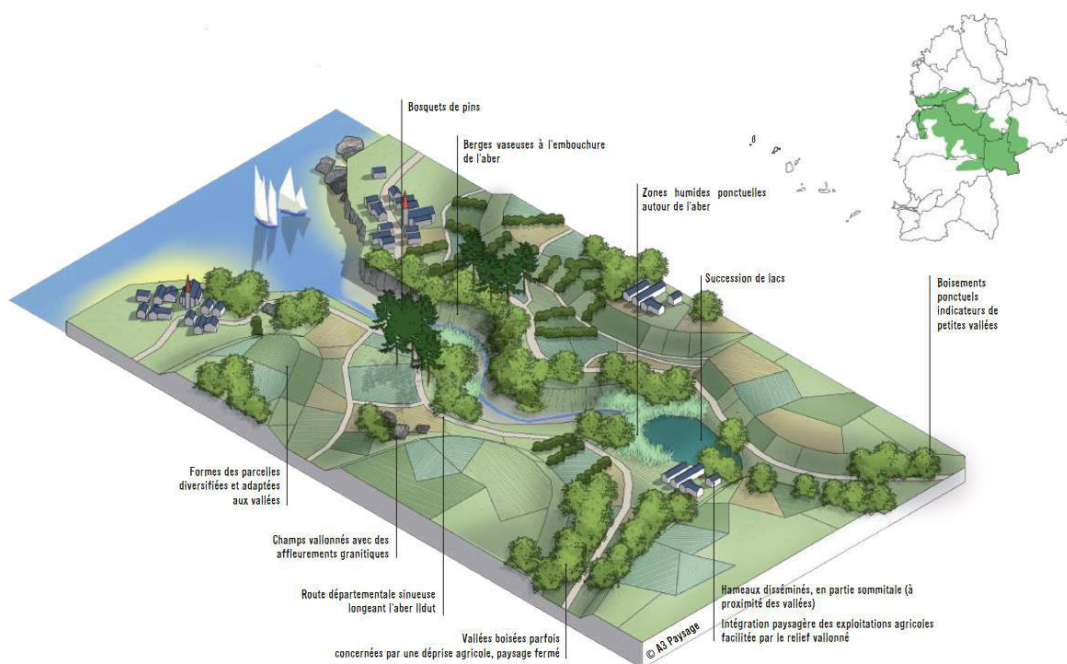 Bosquets de pins
Berges vaseuses à l'embouchure
de l'aber
Zones humides ponctuelles
autour de l'aber
Succession de lacs
Boisements
ponctuels
indicateurs de
petites vallées
Formes des parcelles
diversifiées et adaptées
aux vallées
Champs vallonnés avec des
affleurements granitiques
Route départementale sinueuse
longeant l'aber Ildut
Vallées boisées parfois
concernées par une déprise agricole, paysage fermé
Hameaux disséminés, en partie sommitale (à
proximité des vallées)
Intégration paysagère des exploitations agricoles
facilitée par le relief vallonné
© A3 Paysage